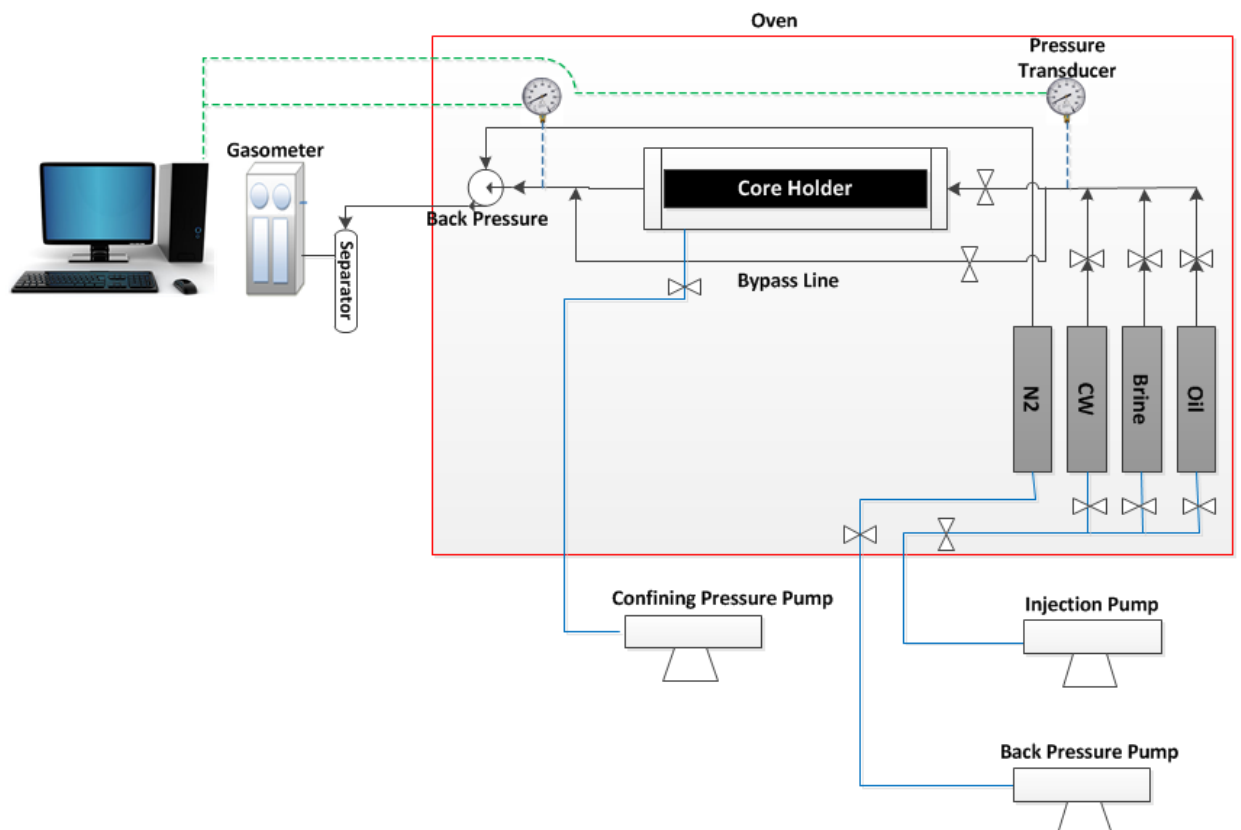 Oven
Pressure
Transducer
Gasometer
Core Holder
Back Pressure
Separator
Bypass Line
N2
CW
Brine
Oil
Confining Pressure Pump
Injection Pump
Back Pressure Pump